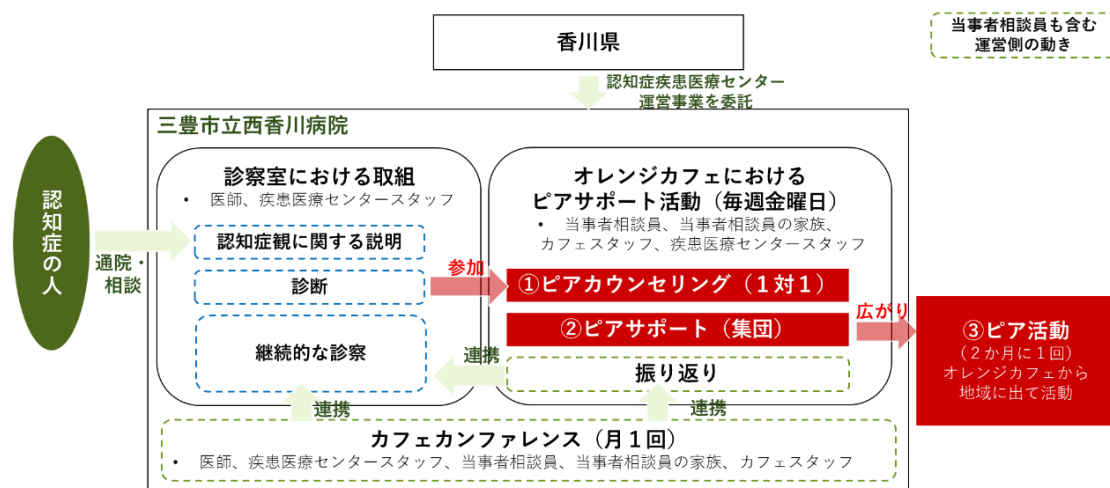 香川県
当事者相談員も含む
運営側の動き
認知症疾患医療センター
運営事業を委託
三豊市立西香川病院
認知症の人
通院・
相談
診察室における取組
• 医師、疾患医療センタースタッフ
認知症観に関する説明
診断
継続的な診察
参加
オレンジカフェにおける
ピアサポート活動（毎週金曜日）
• 当事者相談員、当事者相談員の家族、
カフェスタッフ、疾患医療センタースタッフ
①ピアカウンセリング（１対１）
②ピアサポート（集団）
振り返り
連携
広がり
③ピア活動
（２か月に１回）
オレンジカフェから
地域に出て活動
連携
連携
カフェカンファレンス（月１回）
• 医師、疾患医療センタースタッフ、当事者相談員、当事者相談員の家族、カフェスタッフ